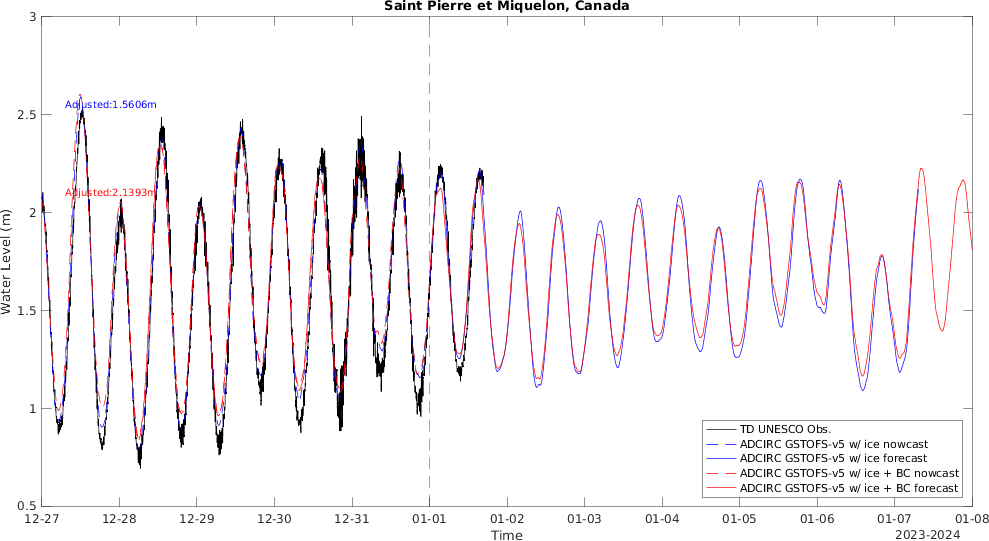 Saint Pierre et Miquelon, Canada
3
2.5
2
1.5
1
0.5
Water Level (m)
Adjusted:1.5606m
Adjusted:2.1393m
TD UNESCO Obs.
ADCIRC GSTOFS-v5 w/ ice nowcast
ADCIRC GSTOFS-v5 w/ ice forecast
ADCIRC GSTOFS-v5 w/ ice + BC nowcast
ADCIRC GSTOFS-v5 w/ ice + BC forecast
12-27 12-28 12-29 12-30 12-31 01-01 01-02 01-03 01-04 01-05 01-06 01-07 01-08
Time
2023-2024